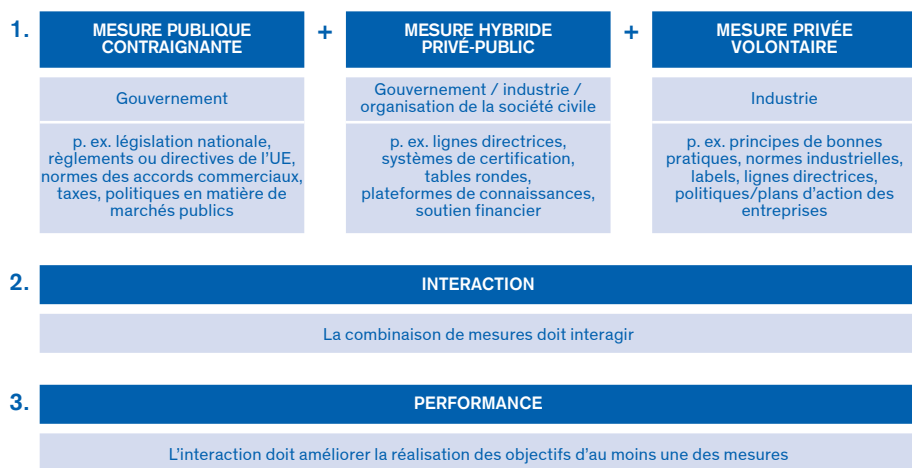 1.
MESURE PUBLIQUE
CONTRAIGNANTE
+
MESURE HYBRIDE
PRIVÉ-PUBLIC
+
MESURE PRIVÉE
VOLONTAIRE
Gouvernement
Gouvernement / industrie /
organisation de la société civile
Industrie
p. ex. législation nationale,
règlements ou directives de l'UE,
normes des accords commerciaux,
taxes, politiques en matière de
marchés publics
p. ex. lignes directrices,
systèmes de certification,
tables rondes,
plateformes de connaissances,
soutien financier
p. ex. principes de bonnes
pratiques, normes industrielles,
labels, lignes directrices,
politiques/plans d'action des
entreprises
2.
INTERACTION
La combinaison de mesures doit interagir
3.
PERFORMANCE
L'interaction doit améliorer la réalisation des objectifs d'au moins une des mesures